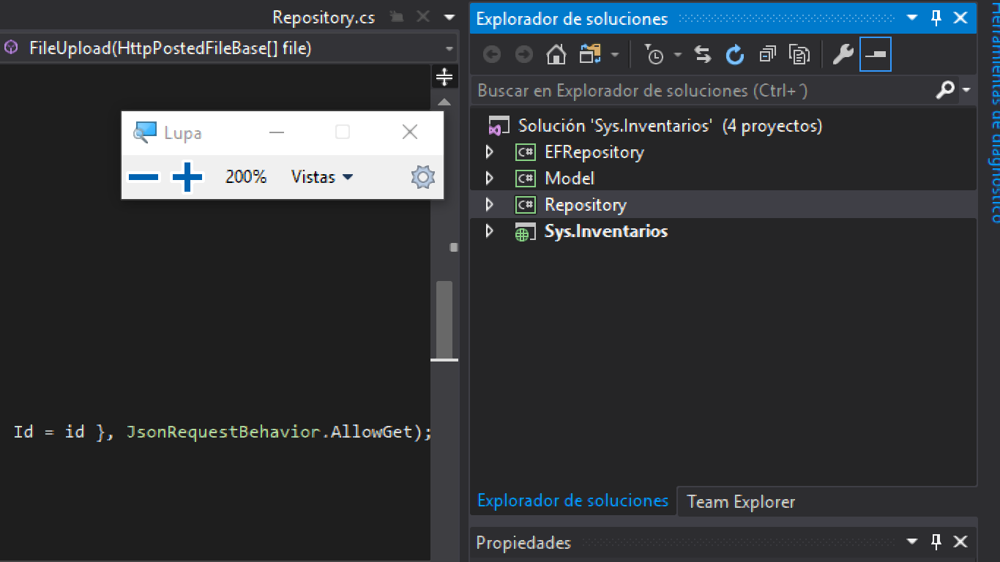 Repository.cs
FileUpload(HttpPostedFileBase[] file)
Lupa
200% Vistas
Id = id }, JsonRequestBehavior.AllowGet);
Explorador de soluciones
Buscar en Explorador de soluciones (Ctrl+´)
Solución 'Sys.Inventarios' (4 proyectos)
C# EFRepository
C# Model
C# Repository
Sys.Inventarios
Explorador de soluciones Team Explorer
Propiedades
Herramientas de diagnóstico